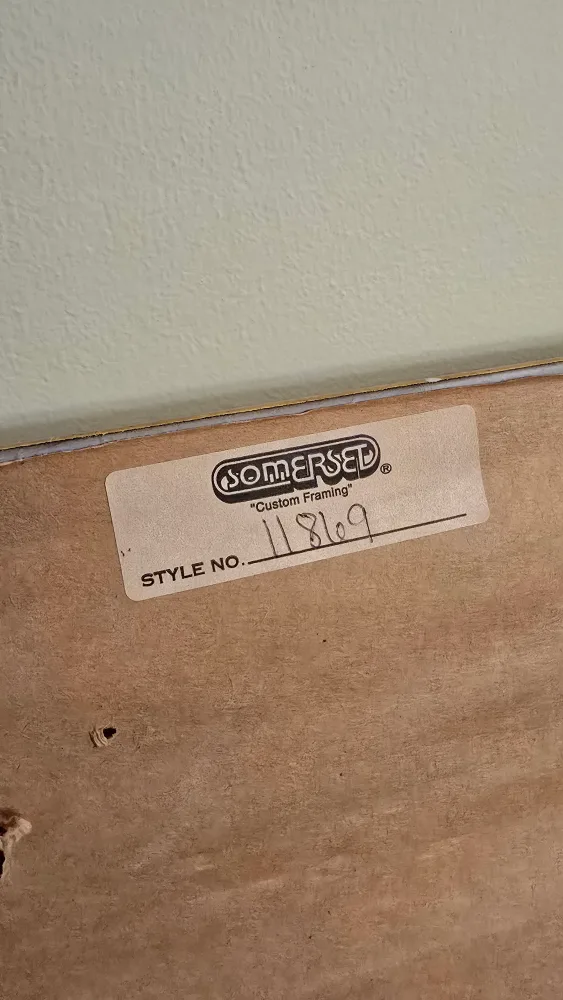 SOMERSET®
"Custom Framing"
STYLE NO. 11869